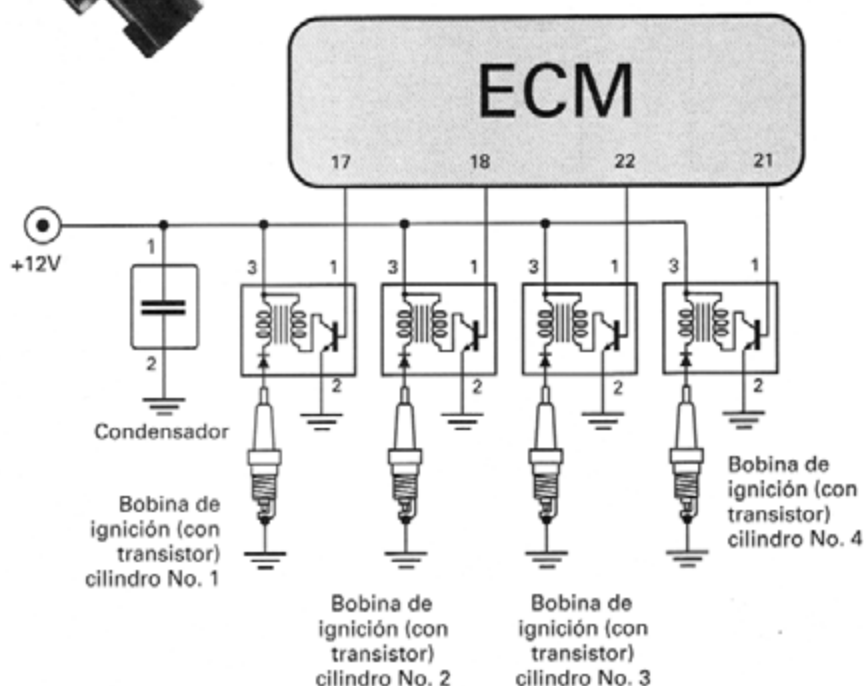 ECM
17 18 22 21
+12V
1
3 1 3 1 3 1 3 1
2
2 2 2 2
Condensador
Bobina de
ignición (con
transistor)
cilindro No. 1
Bobina de
ignición (con
transistor)
cilindro No. 2
Bobina de
ignición (con
transistor)
cilindro No. 3
Bobina de
ignición (con
transistor)
cilindro No. 4